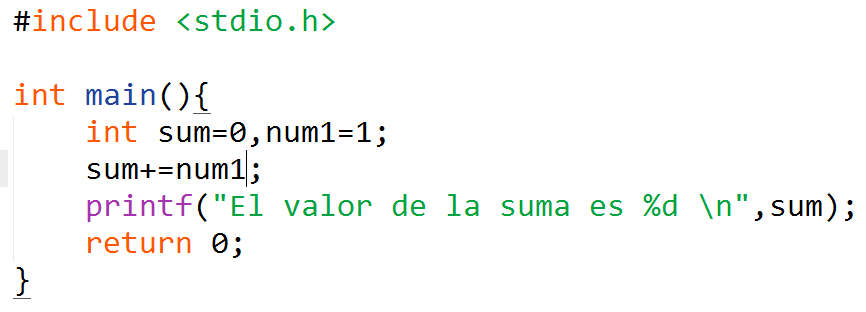 #include <stdio.h>
int main(){
int sum=0,num1=1;
sum+=num1;
printf("El valor de la suma es %d \n",sum);
return 0;
}